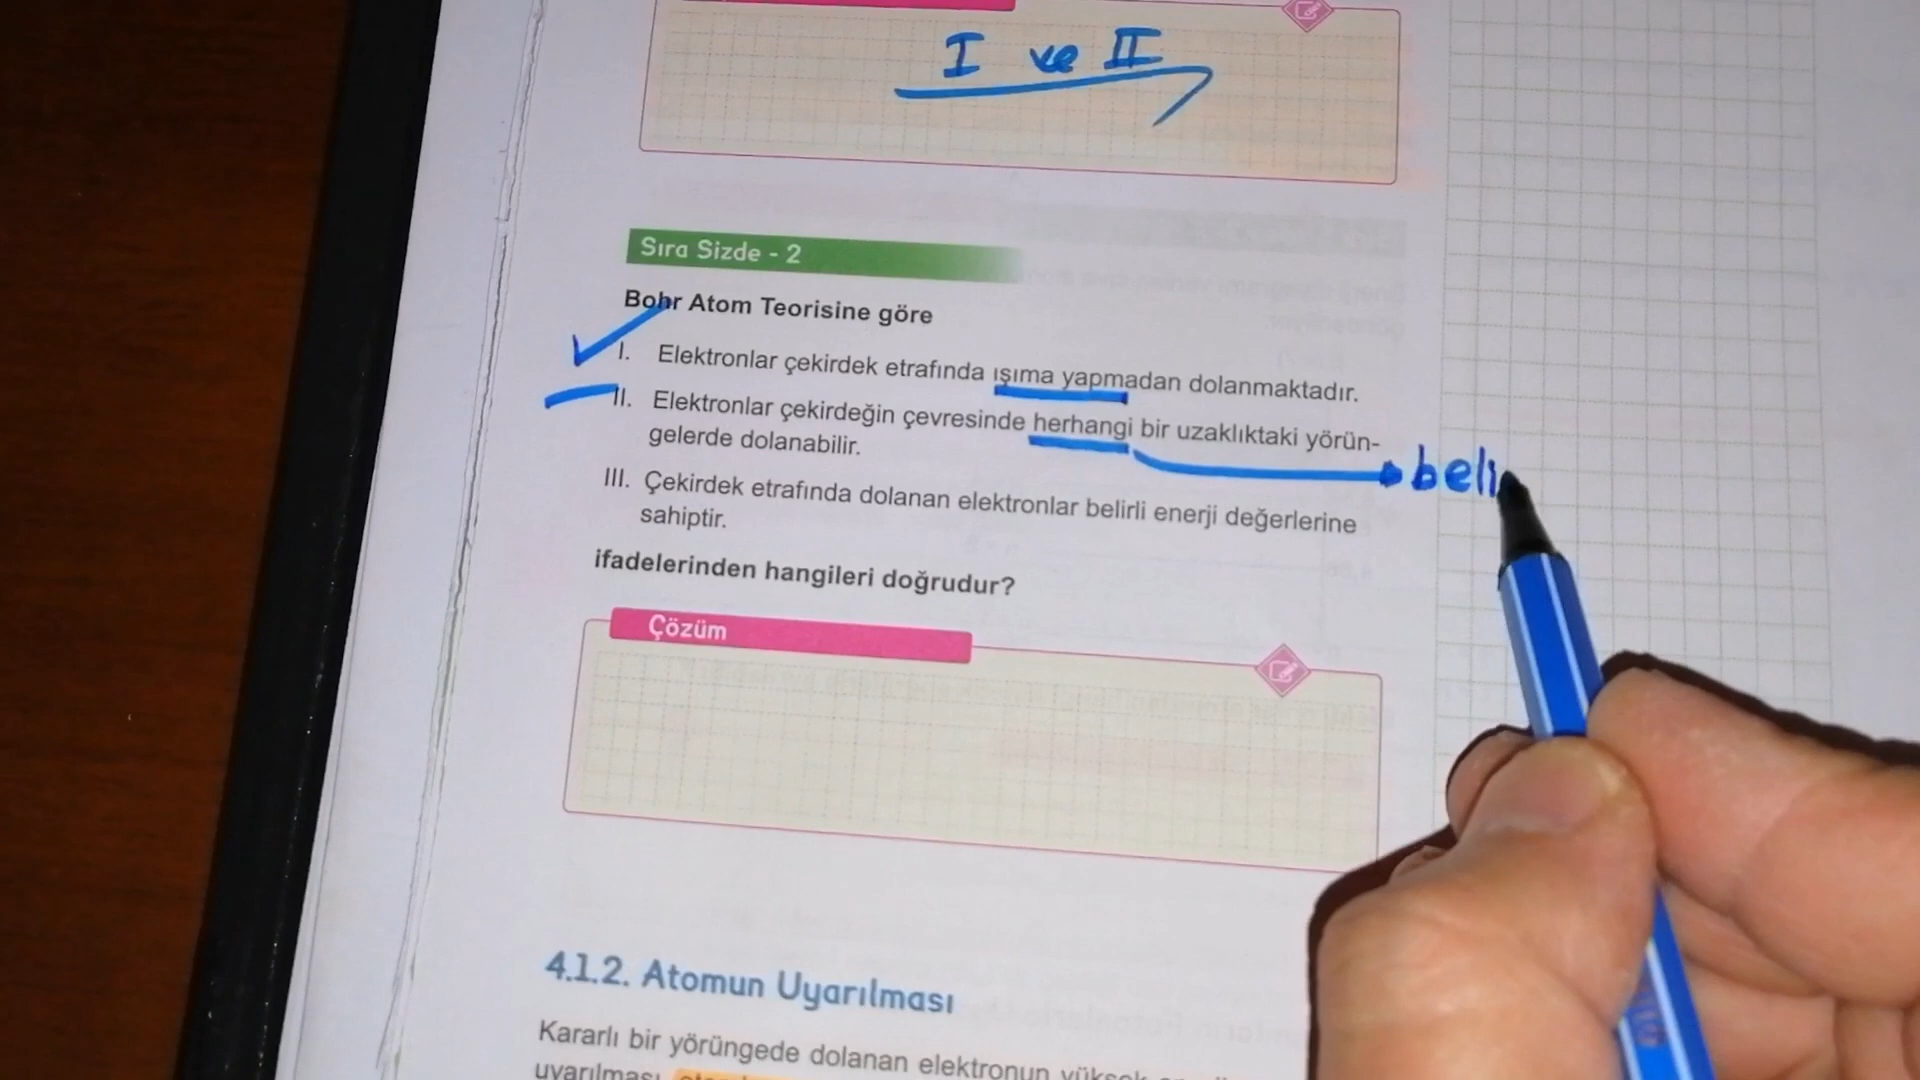 I ve II
Sıra Sizde - 2
Bohr Atom Teorisine göre
I. Elektronlar çekirdek etrafında ışıma yapmadan dolanmaktadır.
II. Elektronlar çekirdeğin çevresinde herhangi bir uzaklıktaki yörün-
gelerde dolanabilir.
beli
III. Çekirdek etrafında dolanan elektronlar belirli enerji değerlerine
sahiptir.
ifadelerinden hangileri doğrudur?
Çözüm
4.1.2. Atomun Uyarılması
Kararlı bir yörüngede dolanan elektronun yüksek
uyarılması